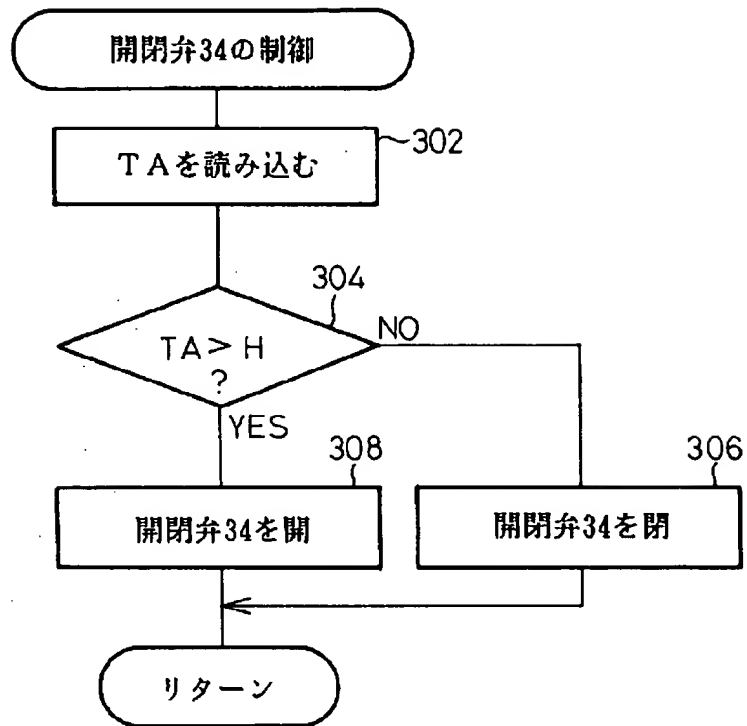 開閉弁34の制御
TAを読み込む
302
304
TA>H
?
NO
YES
308
306
開閉弁34を開
開閉弁34を閉
リターン